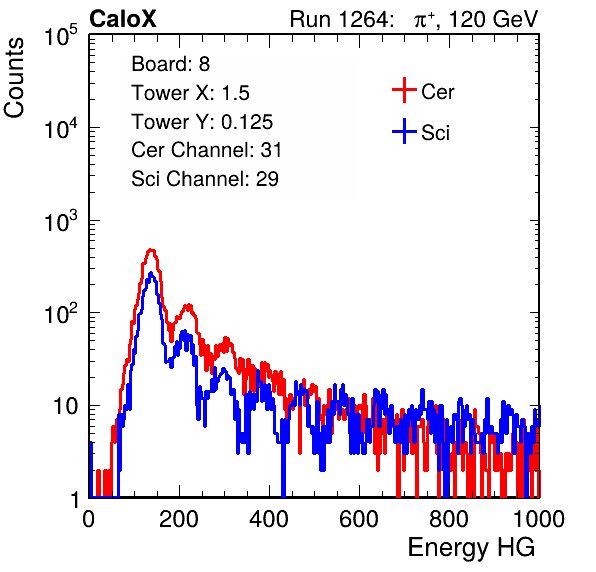 CaloX Run 1264: π⁺, 120 GeV
Counts
10⁵
10⁴
10³
10²
10
1
Board: 8
Tower X: 1.5
Tower Y: 0.125
Cer Channel: 31
Sci Channel: 29
Cer
Sci
0 200 400 600 800 1000
Energy HG